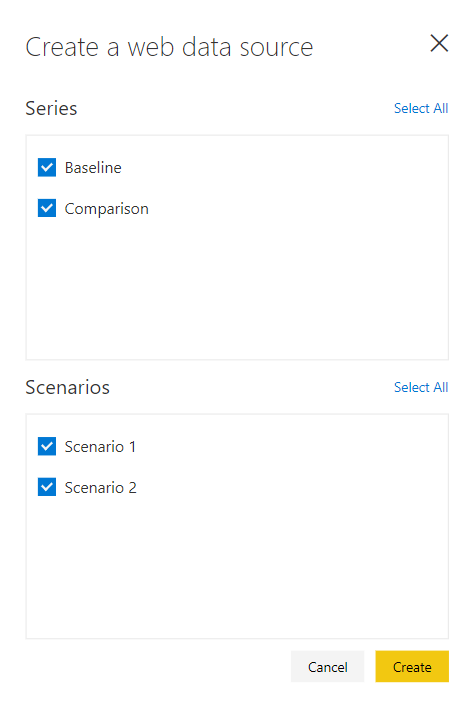 Create a web data source
Series
Select All
Baseline
Comparison
Scenarios
Select All
Scenario 1
Scenario 2
Cancel
Create